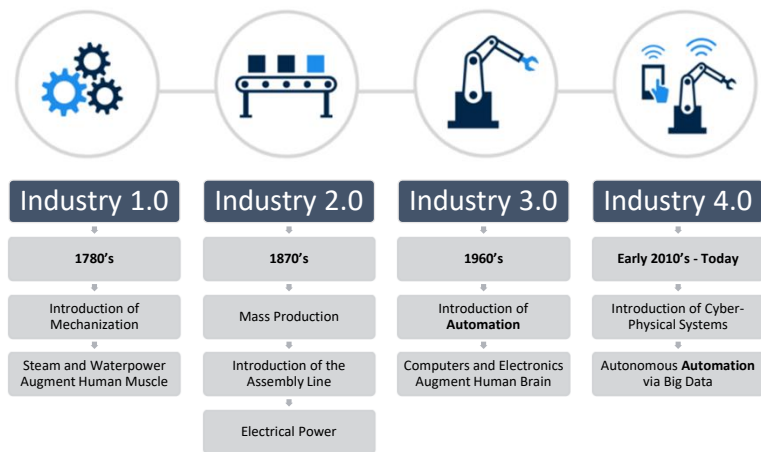 Industry 1.0
1780's
Introduction of
Mechanization
Steam and Waterpower
Augment Human Muscle
Industry 2.0
1870's
Mass Production
Introduction of the
Assembly Line
Electrical Power
Industry 3.0
1960's
Introduction of
Automation
Computers and Electronics
Augment Human Brain
Industry 4.0
Early 2010's - Today
Introduction of Cyber-
Physical Systems
Autonomous Automation
via Big Data